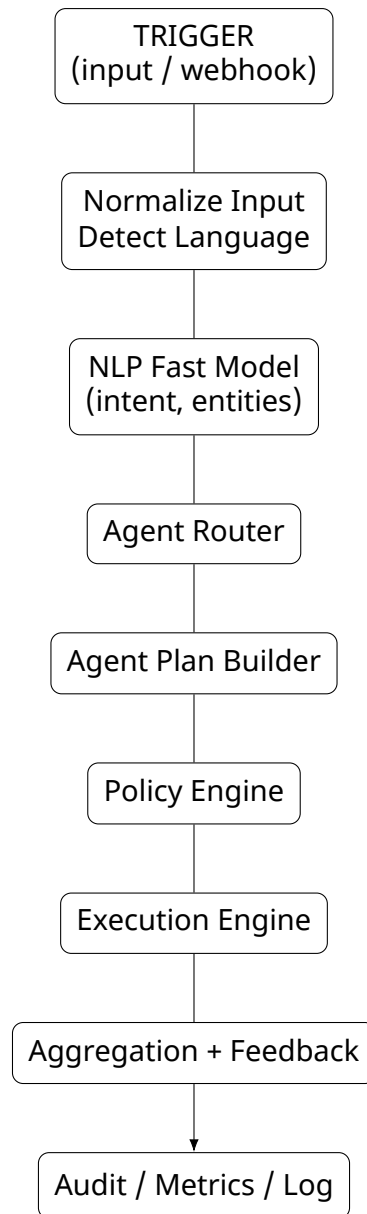 TRIGGER
(input / webhook)
Normalize Input
Detect Language
NLP Fast Model
(intent, entities)
Agent Router
Agent Plan Builder
Policy Engine
Execution Engine
Aggregation + Feedback
Audit / Metrics / Log